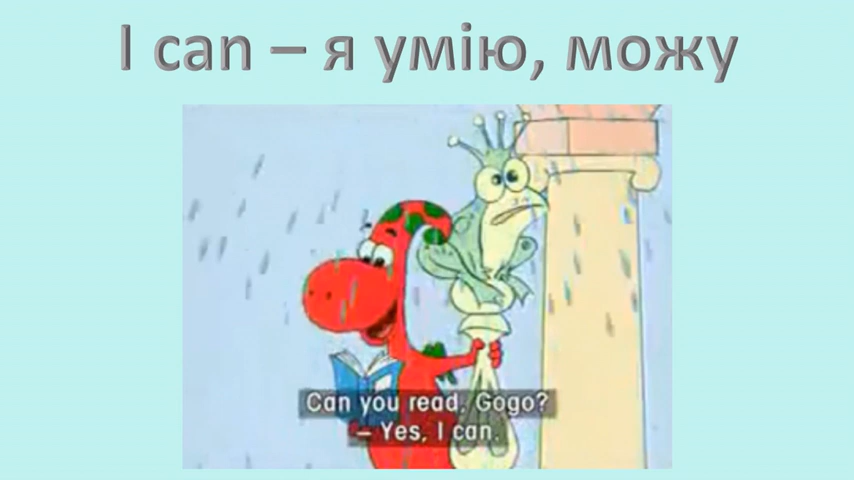 I can – я умію, можу
Can you read, Gogo?
– Yes, I can.